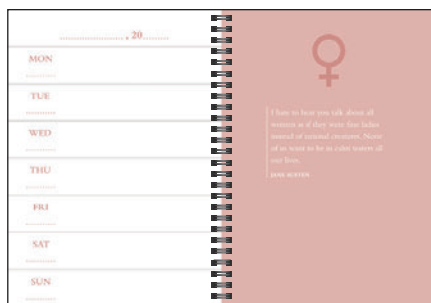 ....................... , 20.........
MON
TUE
WED
THU
FRI
SAT
SUN
I hate to hear you talk about all
women as if they were fine ladies
instead of rational creatures. None
of us want to be in calm waters all
our lives.
JANE AUSTEN